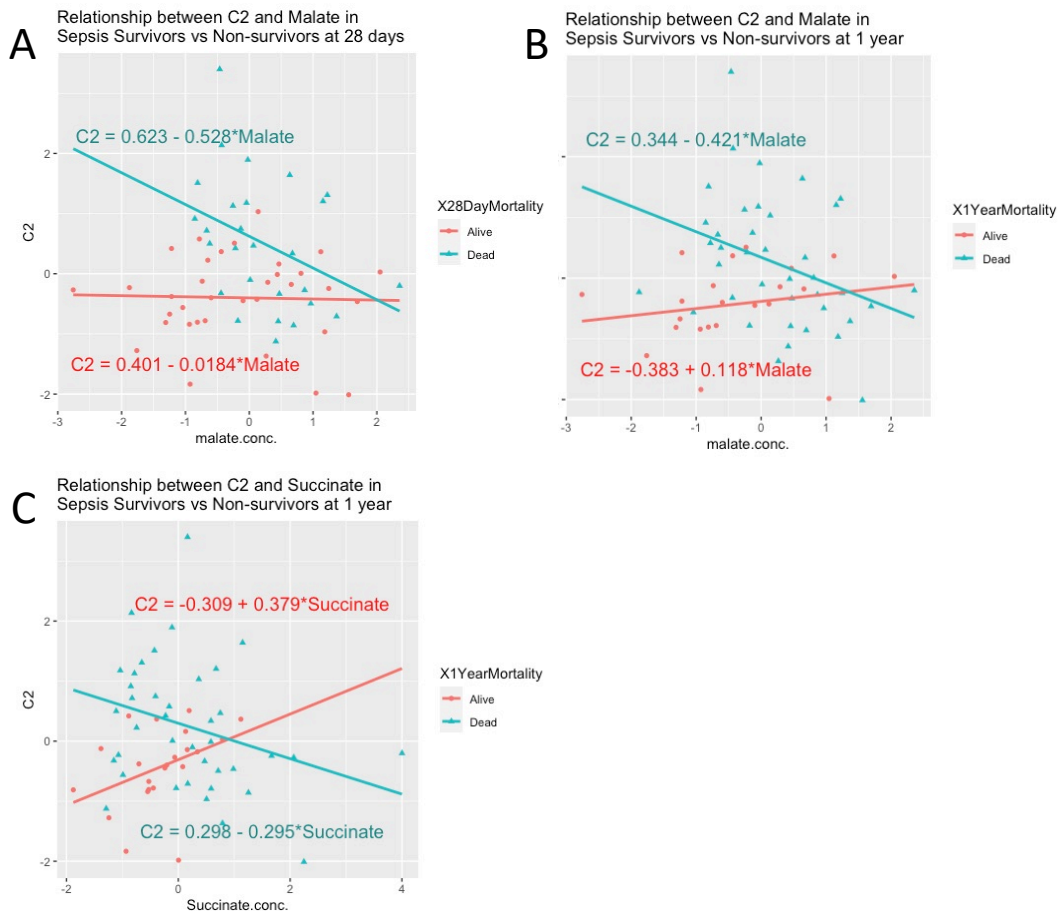 A
Relationship between C2 and Malate in
Sepsis Survivors vs Non-survivors at 28 days
C2 = 0.623 - 0.528*Malate
C2 = 0.401 - 0.0184*Malate
2
0
-2
C2
-3 -2 -1 0 1 2
malate.conc.
X28DayMortality
Alive
Dead
B
Relationship between C2 and Malate in
Sepsis Survivors vs Non-survivors at 1 year
C2 = 0.344 - 0.421*Malate
C2 = -0.383 + 0.118*Malate
-3 -2 -1 0 1 2
malate.conc.
X1YearMortality
Alive
Dead
C
Relationship between C2 and Succinate in
Sepsis Survivors vs Non-survivors at 1 year
C2 = -0.309 + 0.379*Succinate
C2 = 0.298 - 0.295*Succinate
2
0
-2
C2
-2 0 2 4
Succinate.conc.
X1YearMortality
Alive
Dead